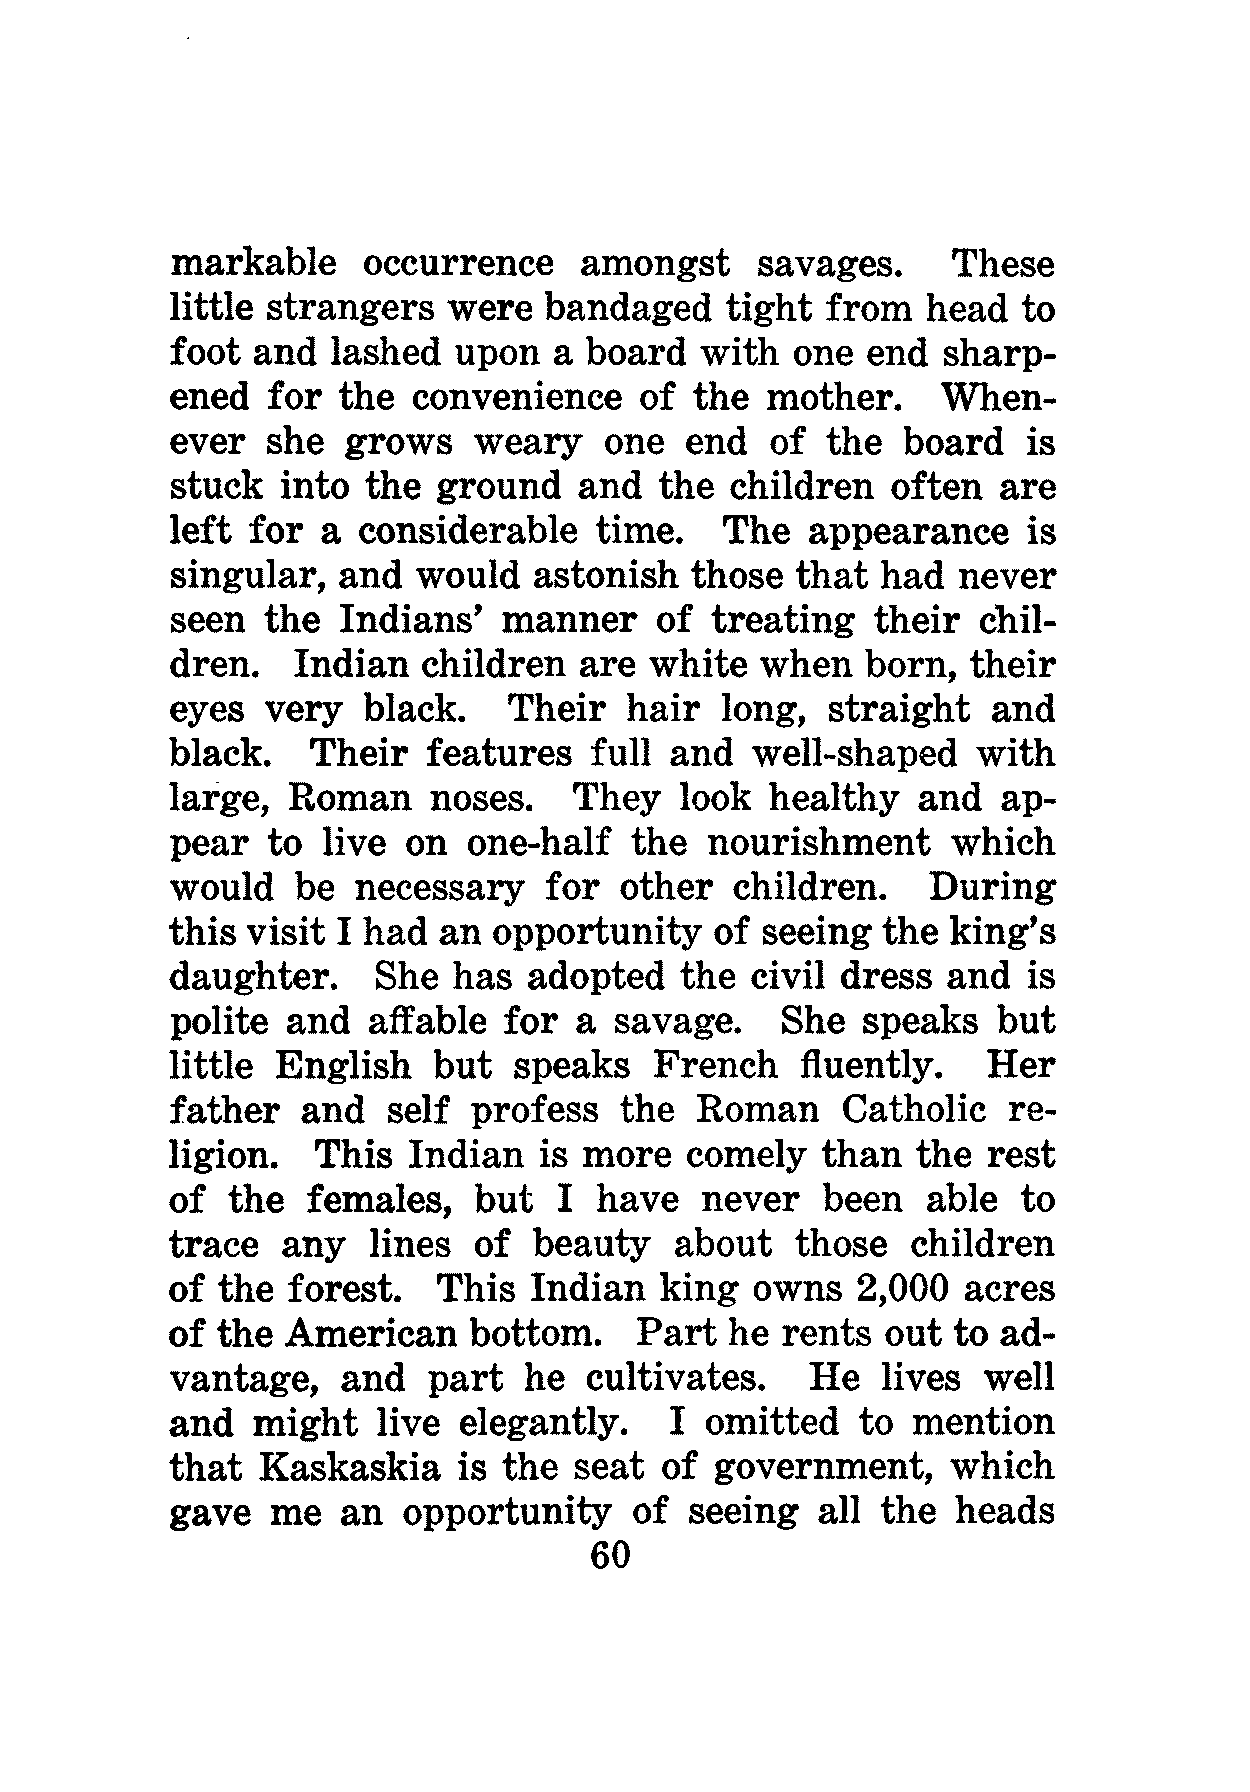 markable occurrence amongst savages. These
little strangers were bandaged tight from head to
foot and lashed upon a board with one end sharp-
ened for the convenience of the mother. When-
ever she grows weary one end of the board is
stuck into the ground and the children often are
left for a considerable time. The appearance is
singular, and would astonish those that had never
seen the Indians' manner of treating their chil-
dren. Indian children are white when born, their
eyes very black. Their hair long, straight and
black. Their features full and well-shaped with
large, Roman noses. They look healthy and ap-
pear to live on one-half the nourishment which
would be necessary for other children. During
this visit I had an opportunity of seeing the king's
daughter. She has adopted the civil dress and is
polite and affable for a savage. She speaks but
little English but speaks French fluently. Her
father and self profess the Roman Catholic re-
ligion. This Indian is more comely than the rest
of the females, but I have never been able to
trace any lines of beauty about those children
of the forest. This Indian king owns 2,000 acres
of the American bottom. Part he rents out to ad-
vantage, and part he cultivates. He lives well
and might live elegantly. I omitted to mention
that Kaskaskia is the seat of government, which
gave me an opportunity of seeing all the heads
60